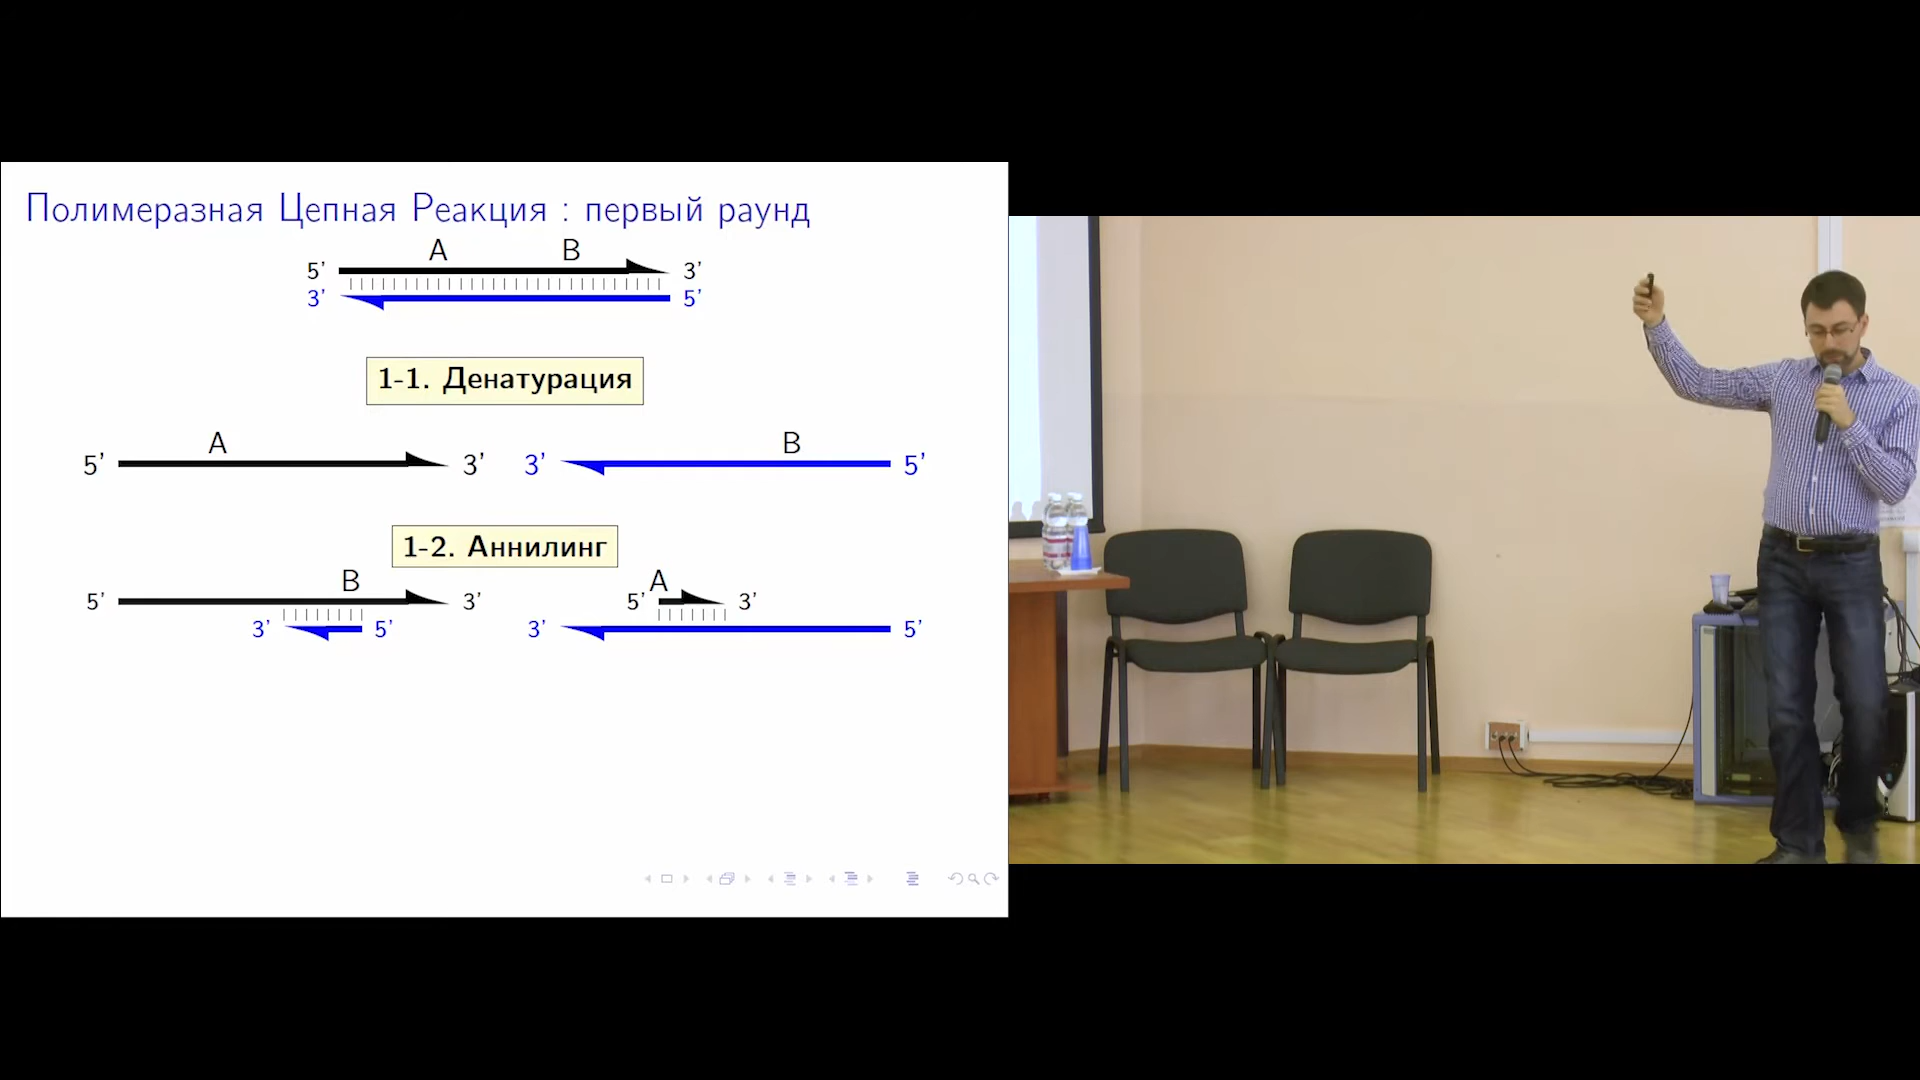 Полимеразная Цепная Реакция : первый раунд
A B
5' 3'
3' 5'
1-1. Денатурация
A B
5' 3' 3' 5'
1-2. Аннилинг
B A
5' 3' 5' 3'
3' 5' 3' 5'